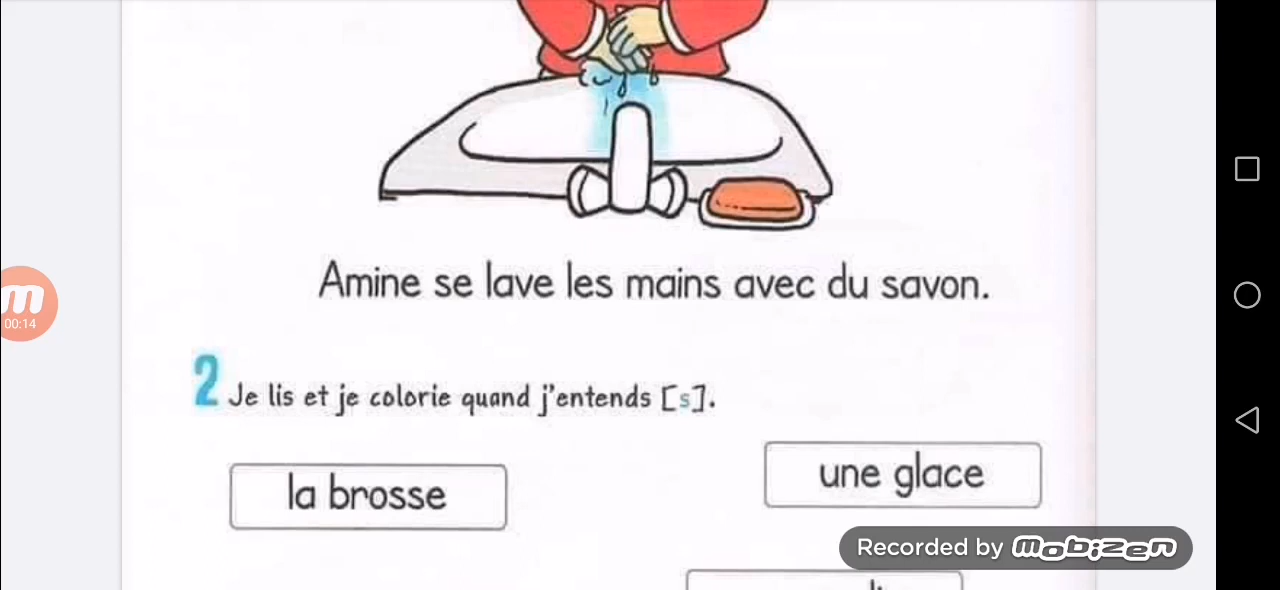 Amine se lave les mains avec du savon.
2 Je lis et je colorie quand j'entends [s].
une glace
la brosse
Recorded by mobizen
00:14